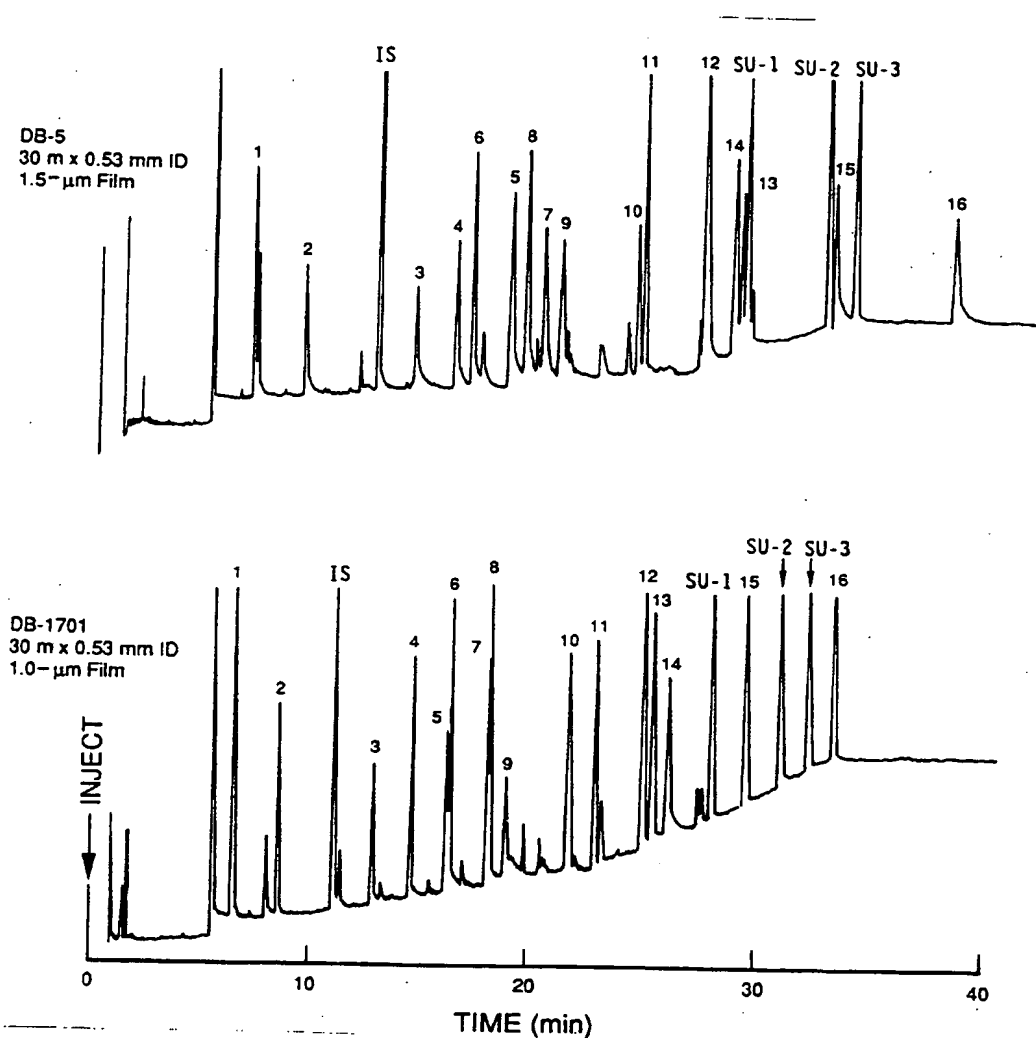 IS
11
12
SU-1
SU-2
SU-3
DB-5
30 m x 0.53 mm ID
1.5-μm Film
1
2
3
4
5
6
7
8
9
10
14
13
15
16
DB-1701
30 m x 0.53 mm ID
1.0-μm Film
INJECT
1
2
IS
3
4
5
6
7
8
9
10
11
12
13
14
SU-1
15
SU-2
SU-3
16
0
10
20
30
40
TIME (min)